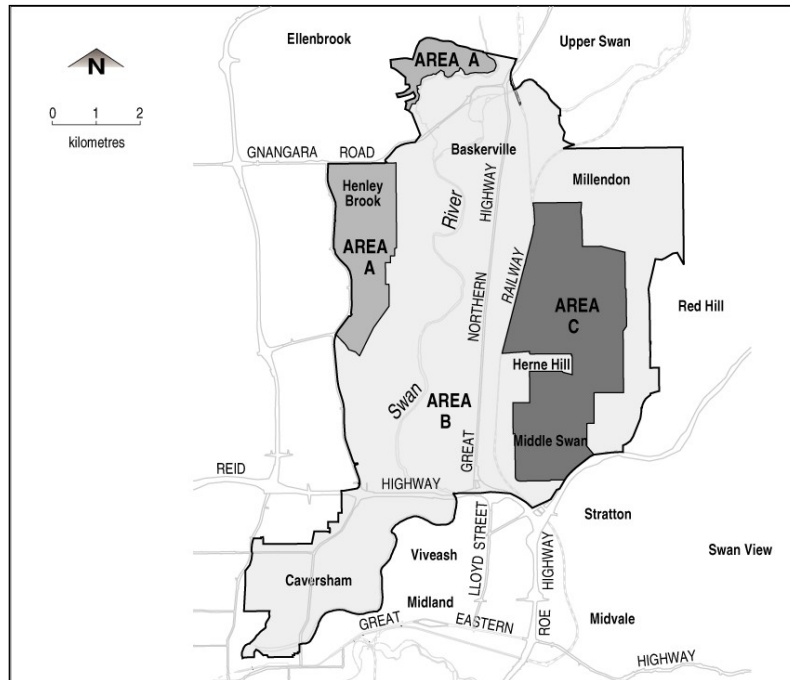 Ellenbrook
Upper Swan
AREA A
N
0 1 2
kilometres
GNANGARA ROAD
Baskerville
Henley
Brook
AREA
A
River
HIGHWAY
NORTHERN
GREAT
RAILWAY
Millendon
AREA
C
Red Hill
Herne Hill
Swan
AREA
B
Middle Swan
REID
HIGHWAY
Stratton
LLOYD STREET
Viveash
Swan View
Caversham
Midland
HIGHWAY
ROE
Midvale
GREAT
EASTERN
HIGHWAY